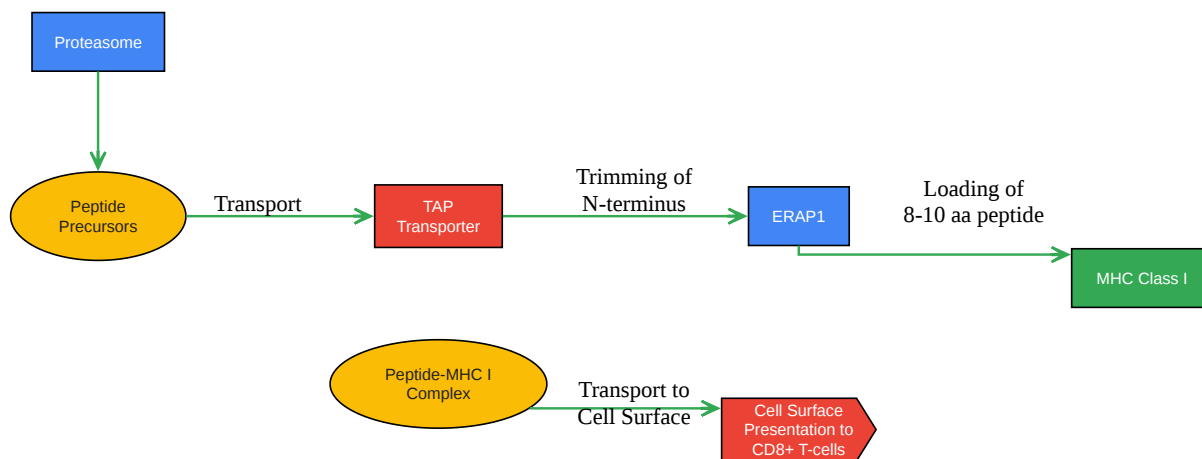 Proteasome
Peptide
Precursors
Transport
TAP
Transporter
Trimming of
N-terminus
ERAP1
Loading of
8-10 aa peptide
MHC Class I
Peptide-MHC I
Complex
Transport to
Cell Surface
Cell Surface
Presentation to
CD8+ T-cells